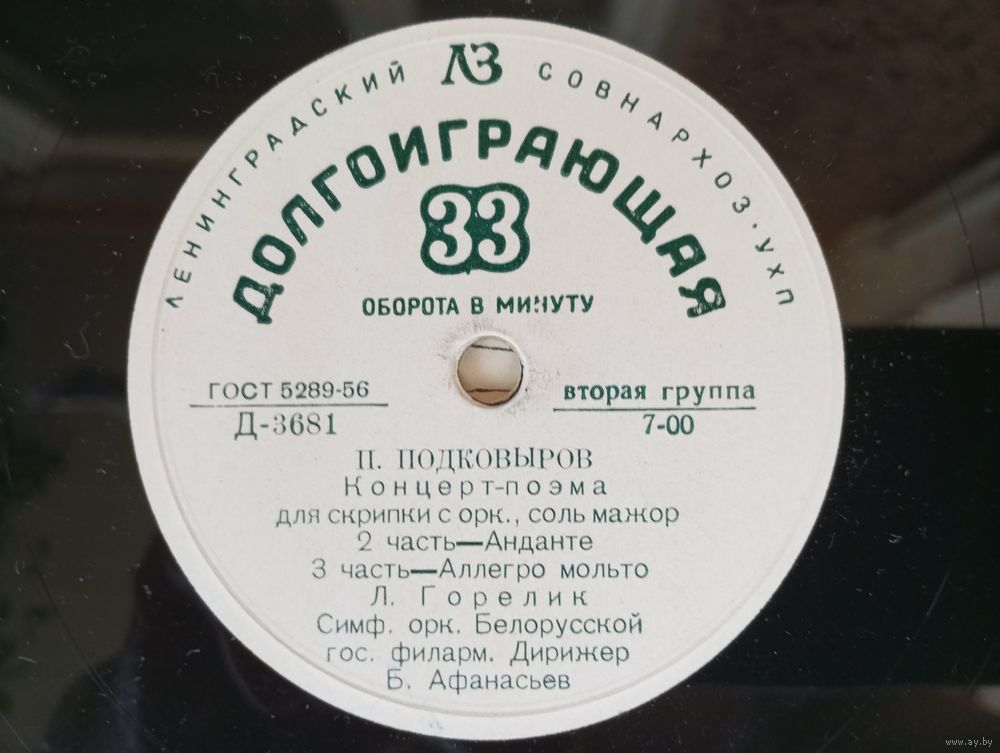 ЛЕНИНГРАДСКИЙ ЛЗ СОВНАРХОЗ. УХП
ДОЛГОИГРАЮЩАЯ
33
ОБОРОТА В МИНУТУ
ГОСТ 5289-56
Д-3681
вторая группа
7-00
П. ПОДКОВЫРОВ
Концерт-поэма
для скрипки с орк., соль мажор
2 часть—Анданте
3 часть—Аллегро мольто
Л. Горелик
Симф. орк. Белорусской
гос. филарм. Дирижер
Б. Афанасьев
www.ay.by